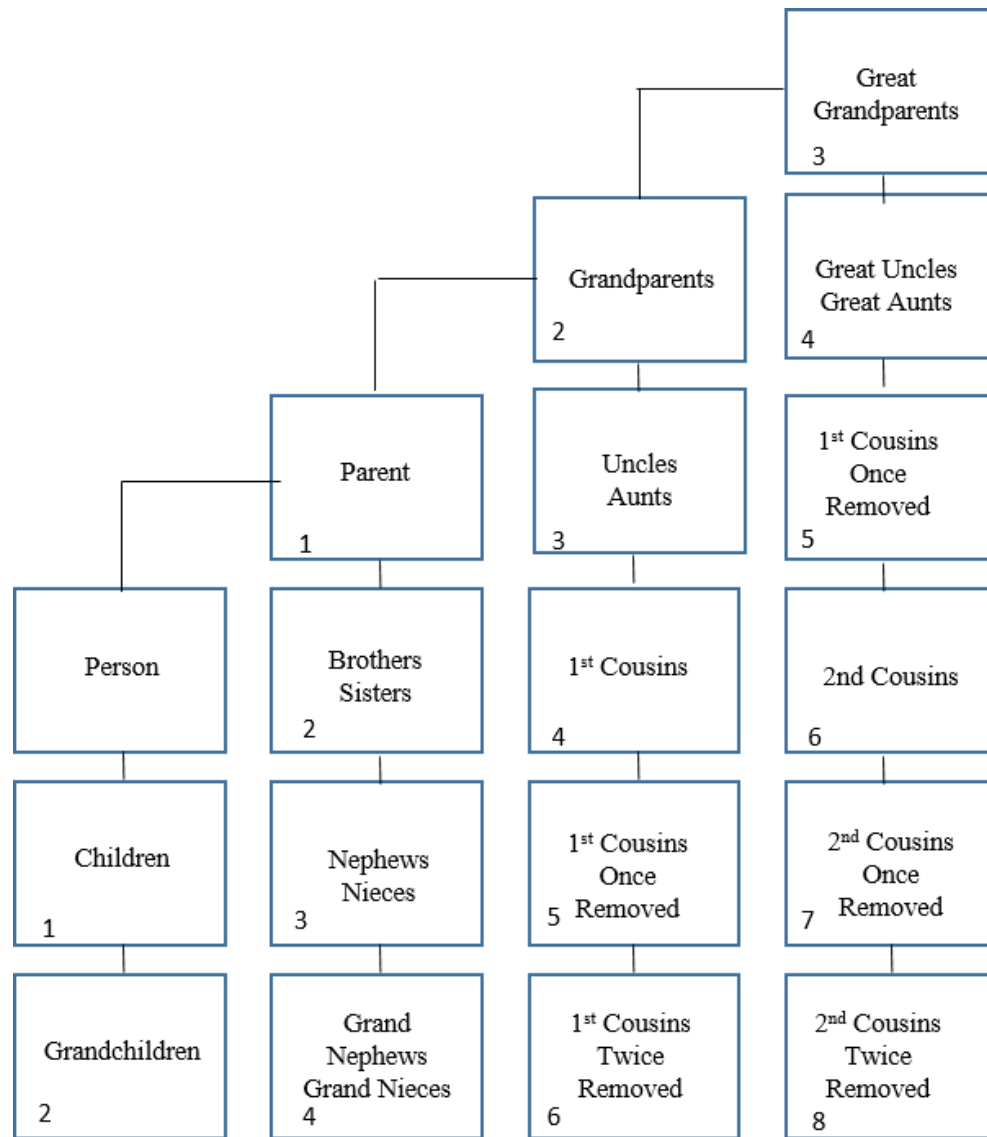 Great
Grandparents
3
Grandparents
2
Great Uncles
Great Aunts
4
Parent
1
Uncles
Aunts
3
1st Cousins
Once
Removed
5
Person
Brothers
Sisters
2
1st Cousins
4
2nd Cousins
6
Children
1
Nephews
Nieces
3
1st Cousins
Once
5 Removed
2nd Cousins
Once
Removed
7
Grandchildren
2
Grand
Nephews
Grand Nieces
4
1st Cousins
Twice
Removed
6
2nd Cousins
Twice
Removed
8